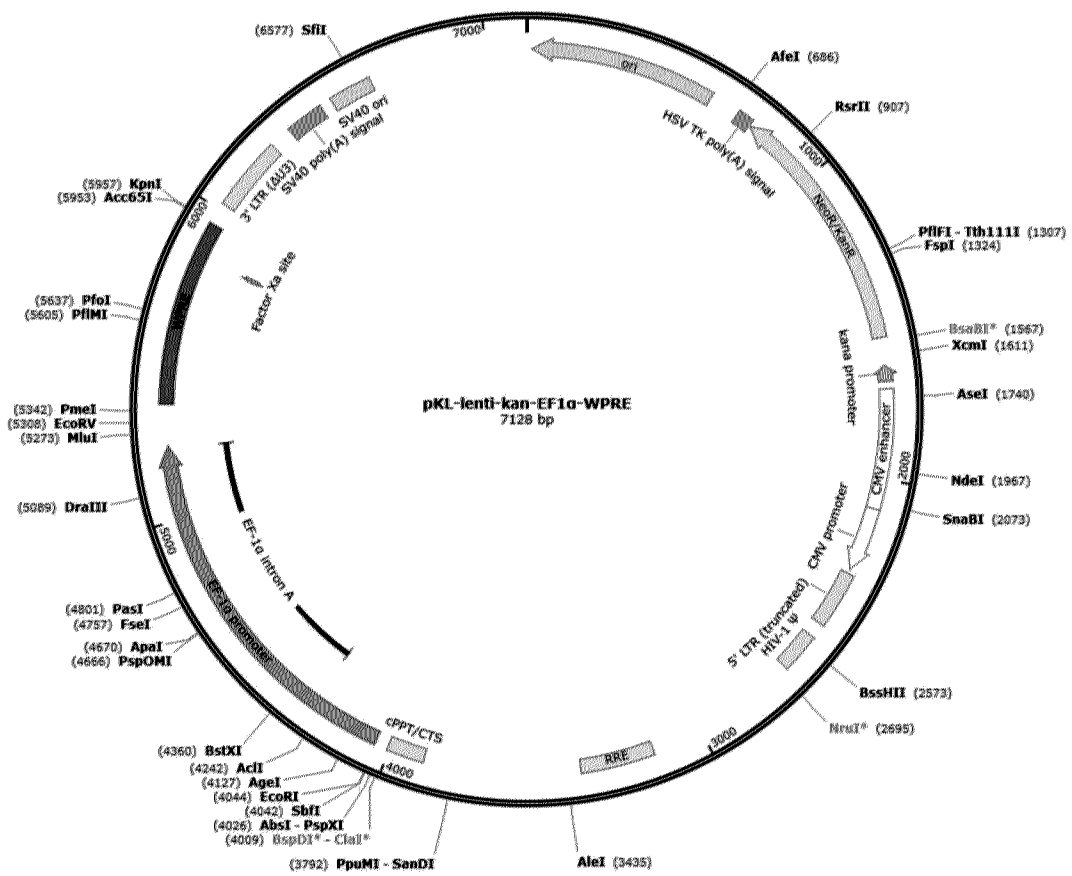 pKL-lenti-kan-EF1α-WPRE
7128 bp
7000
1000
2000
3000
4000
5000
6000
(6577) SfiI
AfeI (686)
RsrII (907)
PflFI - Tth111I (1307)
FspI (1324)
BsaBI* (1567)
XcmI (1611)
AseI (1740)
NdeI (1967)
SnaBI (2073)
BssHII (2573)
NruI* (2695)
AleI (3435)
(3792) PpuMI - SanDI
(4009) BspDI* - ClaI*
(4026) AbsI - PspXI
(4042) SbfI
(4044) EcoRI
(4127) AgeI
(4242) AclI
(4360) BstXI
(4666) PspOMI
(4670) ApaI
(4757) FseI
(4801) PasI
(5089) DraIII
(5273) MluI
(5308) EcoRV
(5342) PmeI
(5605) PflMI
(5637) PfoI
(5953) Acc65I
(5957) KpnI
ori
HSV TK poly(A) signal
NeoR/KanR
kana promoter
CMV enhancer
CMV promoter
5' LTR (truncated)
HIV-1 ψ
RRE
cPPT/CTS
EF-1α promoter
EF-1α intron A
WPRE
Factor Xa site
3' LTR (ΔU3)
SV40 poly(A) signal
SV40 ori